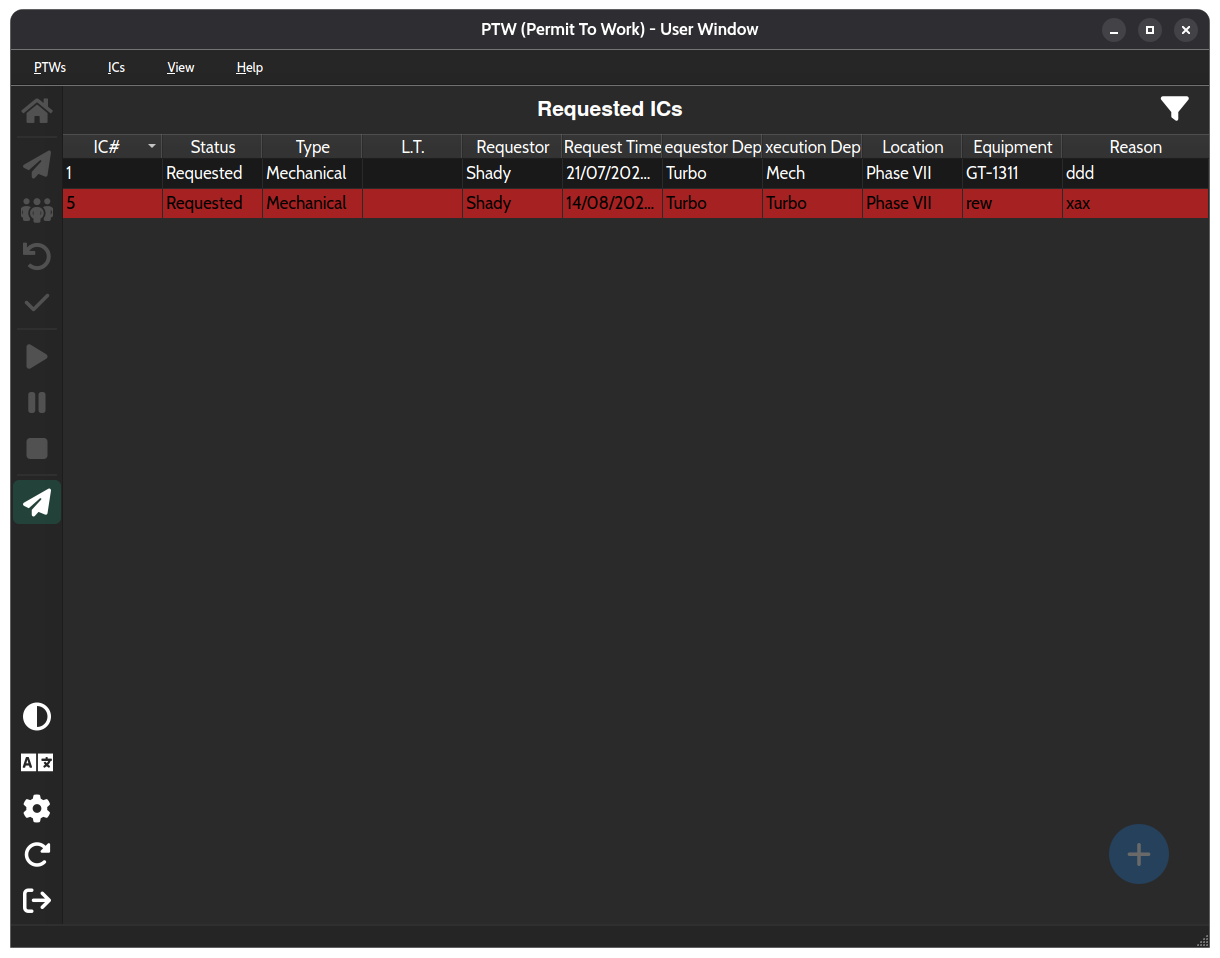 PTW (Permit To Work) - User Window
PTWs ICs View Help
Requested ICs
IC# Status Type L.T. Requestor Request Time equestor Dep xecution Dep Location Equipment Reason
1 Requested Mechanical Shady 21/07/202... Turbo Mech Phase VII GT-1311 ddd
5 Requested Mechanical Shady 14/08/202... Turbo Turbo Phase VII rew xax
A 文